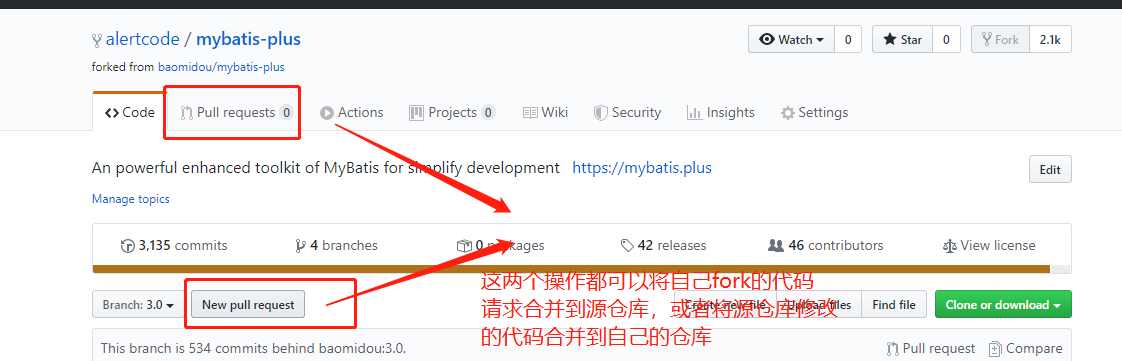 alertcode / mybatis-plus
Watch 0 Star 0 Fork 2.1k
forked from baomidou/mybatis-plus
Code Pull requests 0 Actions Projects 0 Wiki Security Insights Settings
An powerful enhanced toolkit of MyBatis for simplify development https://mybatis.plus Edit
Manage topics
3,135 commits 4 branches 0 packages 42 releases 46 contributors View license
这两个操作都可以将自己fork的代码
请求合并到源仓库，或者将源仓库修改
的代码合并到自己的仓库
Branch: 3.0 New pull request Create new file Upload files Find file Clone or download
This branch is 534 commits behind baomidou:3.0. Pull request Compare